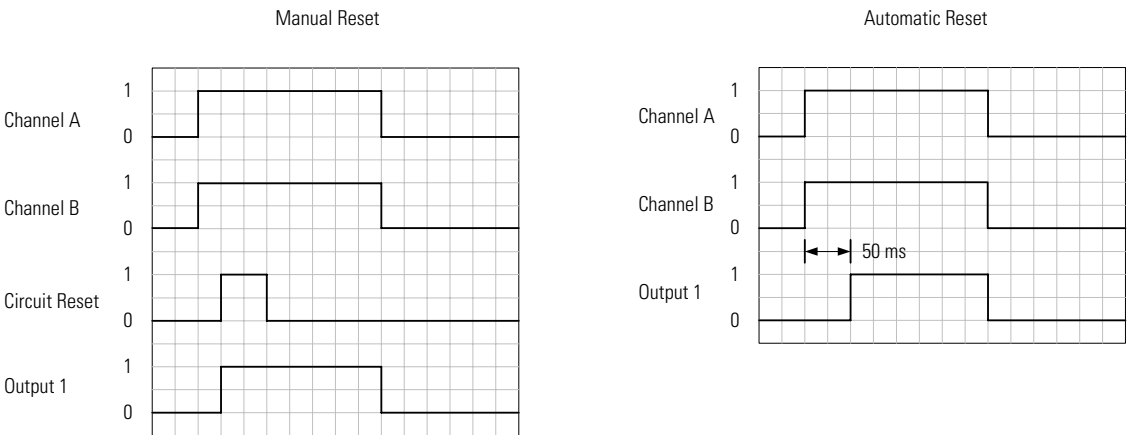 Manual Reset
Channel A
1
0
Channel B
1
0
Circuit Reset
1
0
Output 1
1
0
Automatic Reset
Channel A
1
0
Channel B
1
0
50 ms
Output 1
1
0